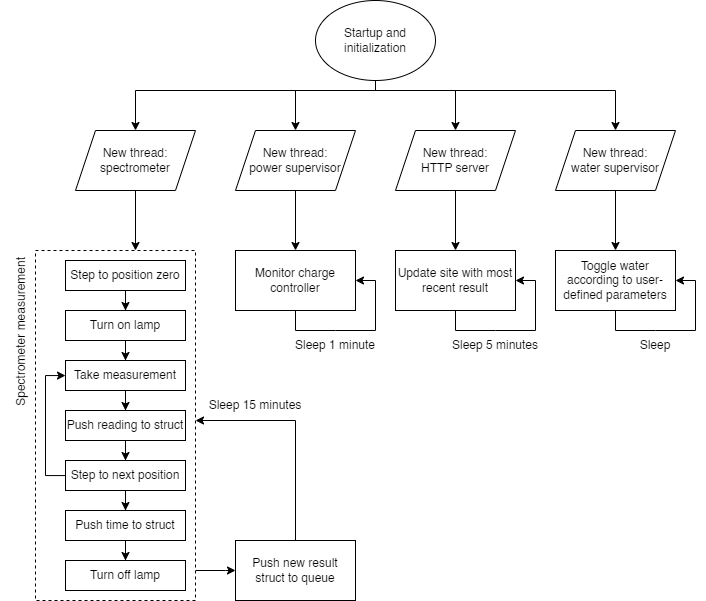 Startup and
initialization
New thread:
spectrometer
New thread:
power supervisor
New thread:
HTTP server
New thread:
water supervisor
Spectrometer measurement
Step to position zero
Turn on lamp
Take measurement
Push reading to struct
Step to next position
Push time to struct
Turn off lamp
Monitor charge
controller
Sleep 1 minute
Update site with most
recent result
Sleep 5 minutes
Toggle water
according to user-
defined parameters
Sleep
Sleep 15 minutes
Push new result
struct to queue